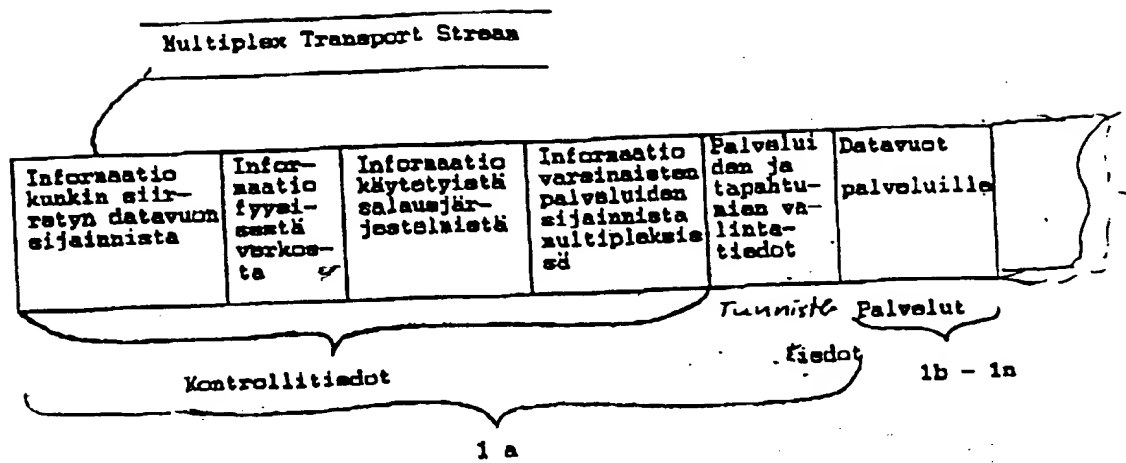 Multiplex Transport Stream
Informaatio
kunkin siir-
retyn datavuon
sijainnista
Infor-
maatio
fyysi-
sestä
verkos-
ta
Informaatio
käytetyistä
salausjär-
jestelmistä
Informaatio
varsinaisten
palveluiden
sijainnista
multipleksis
sä
Palvelui
den ja
tapahtu-
mien va-
linta-
tiedot
Datavuot
palveluille
Tunniste
tiedot
Palvelut
Kontrollitiedot
1b - 1n
1 a